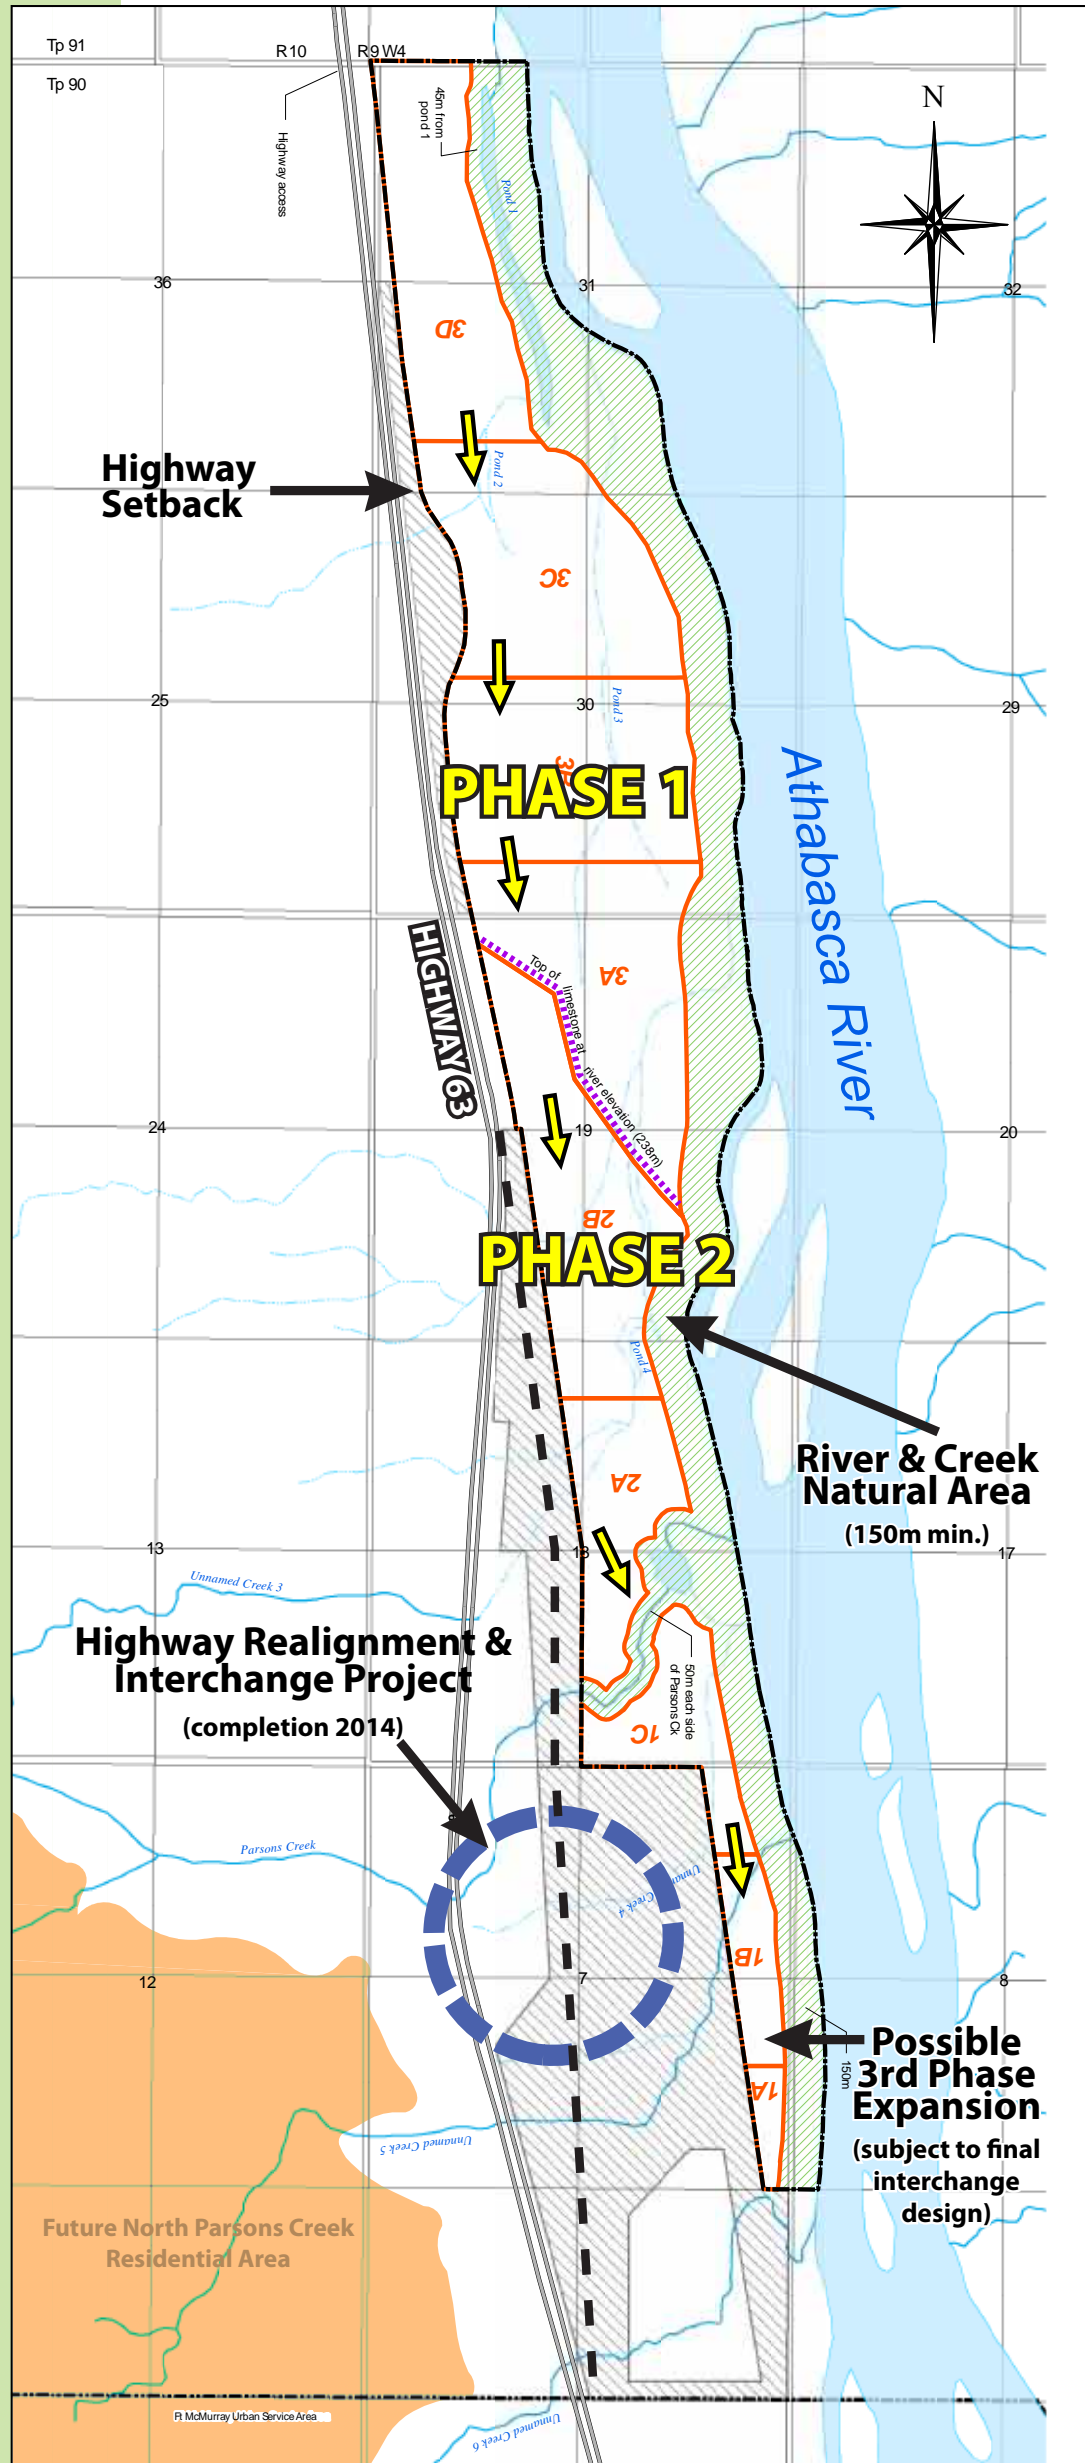 Tp 91
R 10
R 9 W4
Tp 90
N
45m from
pond 1
Highway access
Pond 1
36
31
32
3D
Highway
Setback
Pond 2
3C
25
30
29
Pond 3
PHASE 1
Athabasca River
HIGHWAY 63
Top of
limestone at
river elevation (238m)
3A
24
19
20
2B
PHASE 2
Pond 4
River & Creek
Natural Area
(150m min.)
2A
13
17
Unnamed Creek 3
Highway Realignment &
Interchange Project
(completion 2014)
50m each side
of Parsons Ck
1C
Parsons Creek
Unnamed Creek 4
1B
12
7
8
Possible
3rd Phase
Expansion
(subject to final
interchange
design)
150m
1A
Unnamed Creek 5
Future North Parsons Creek
Residential Area
Ft McMurray Urban Service Area
Unnamed Creek 6